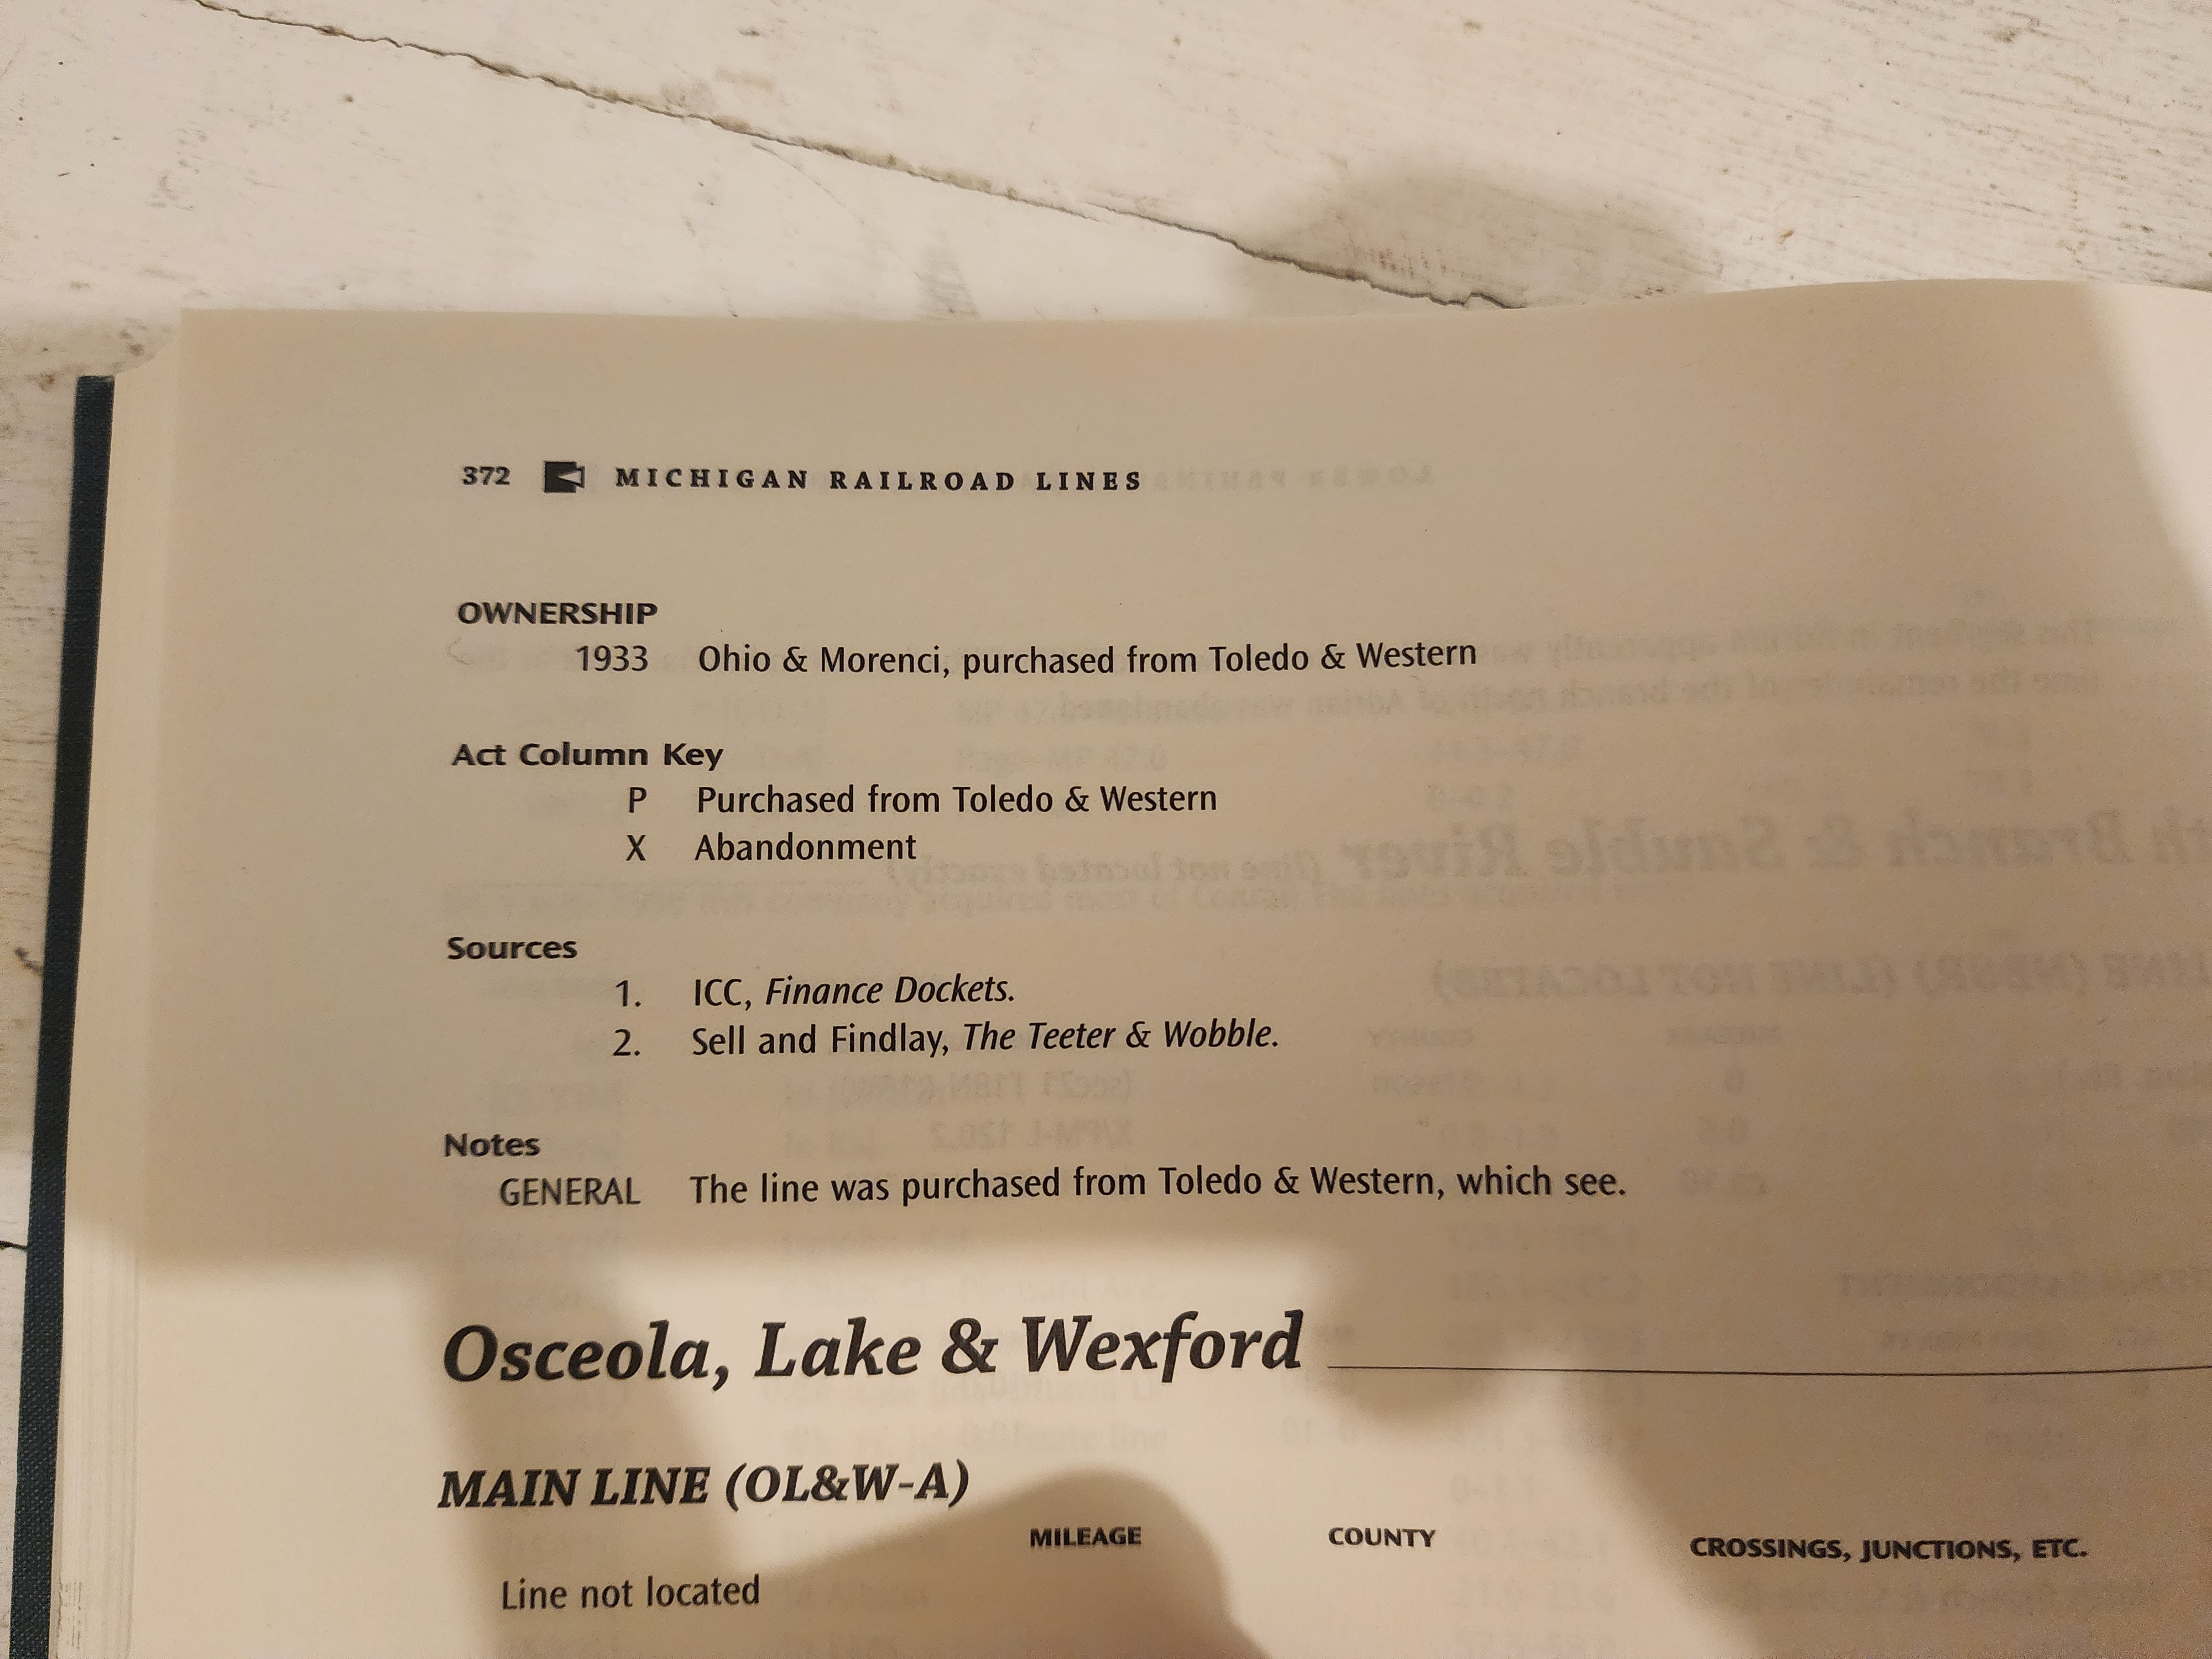 372 MICHIGAN RAILROAD LINES
OWNERSHIP
1933 Ohio & Morenci, purchased from Toledo & Western
Act Column Key
P Purchased from Toledo & Western
X Abandonment
Sources
1. ICC, Finance Dockets.
2. Sell and Findlay, The Teeter & Wobble.
Notes
GENERAL The line was purchased from Toledo & Western, which see.
Osceola, Lake & Wexford
MAIN LINE (OL&W-A)
MILEAGE COUNTY CROSSINGS, JUNCTIONS, ETC.
Line not located